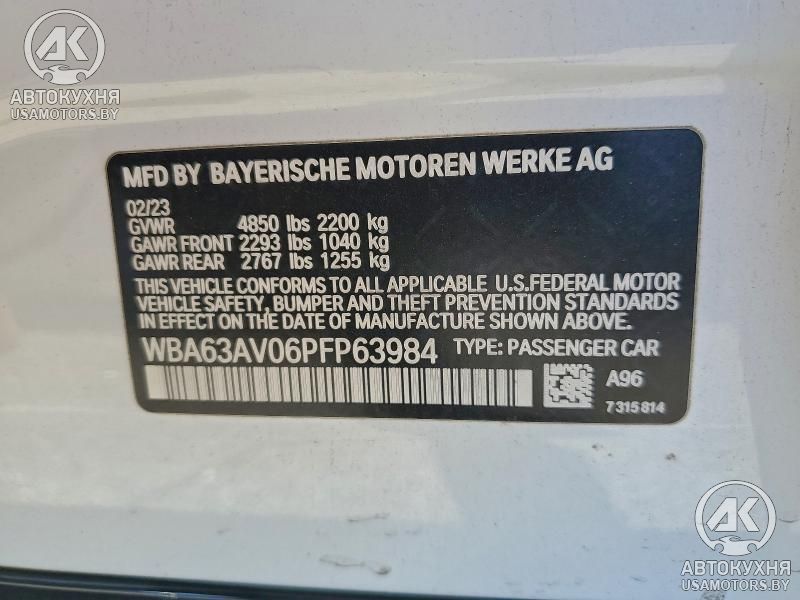 AK
АВТОКУХНЯ
USAMOTORS.BY
MFD BY BAYERISCHE MOTOREN WERKE AG
02/23
GVWR 4850 lbs 2200 kg
GAWR FRONT 2293 lbs 1040 kg
GAWR REAR 2767 lbs 1255 kg
THIS VEHICLE CONFORMS TO ALL APPLICABLE U.S.FEDERAL MOTOR
VEHICLE SAFETY, BUMPER AND THEFT PREVENTION STANDARDS
IN EFFECT ON THE DATE OF MANUFACTURE SHOWN ABOVE.
WBA63AV06PFP63984 TYPE: PASSENGER CAR
A96
7315814
AK
АВТОКУХНЯ
USAMOTORS.BY